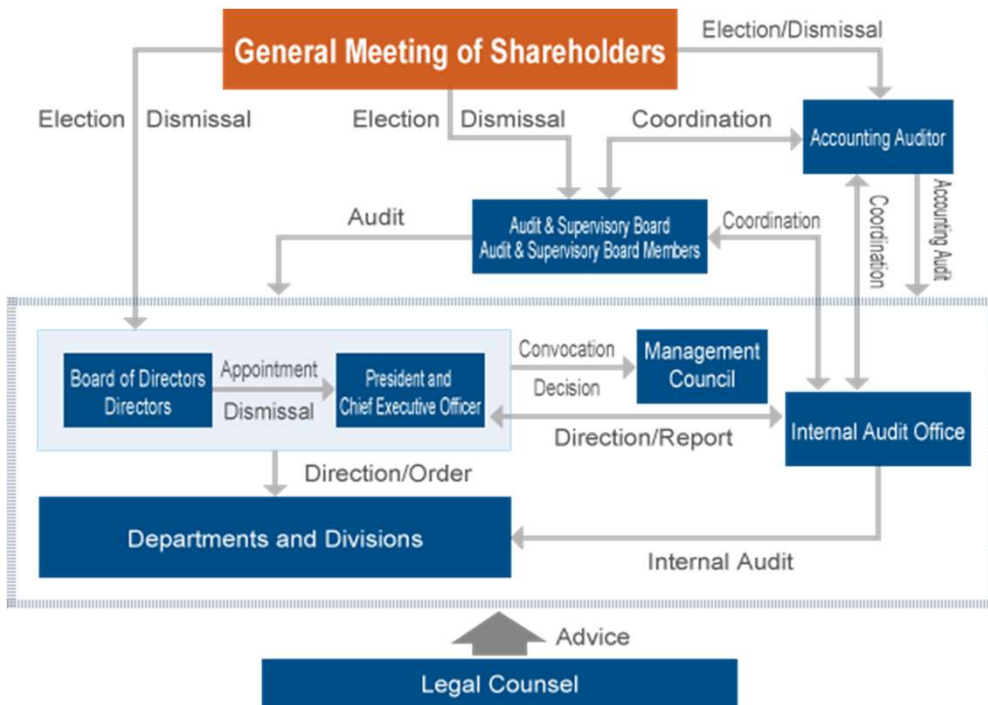 General Meeting of Shareholders
Election/Dismissal
Election Dismissal
Election Dismissal
Coordination
Accounting Auditor
Audit
Audit & Supervisory Board
Audit & Supervisory Board Members
Coordination
Coordination
Accounting Audit
Board of Directors
Directors
Appointment
Dismissal
President and
Chief Executive Officer
Convocation
Decision
Management
Council
Direction/Report
Internal Audit Office
Direction/Order
Departments and Divisions
Internal Audit
Advice
Legal Counsel